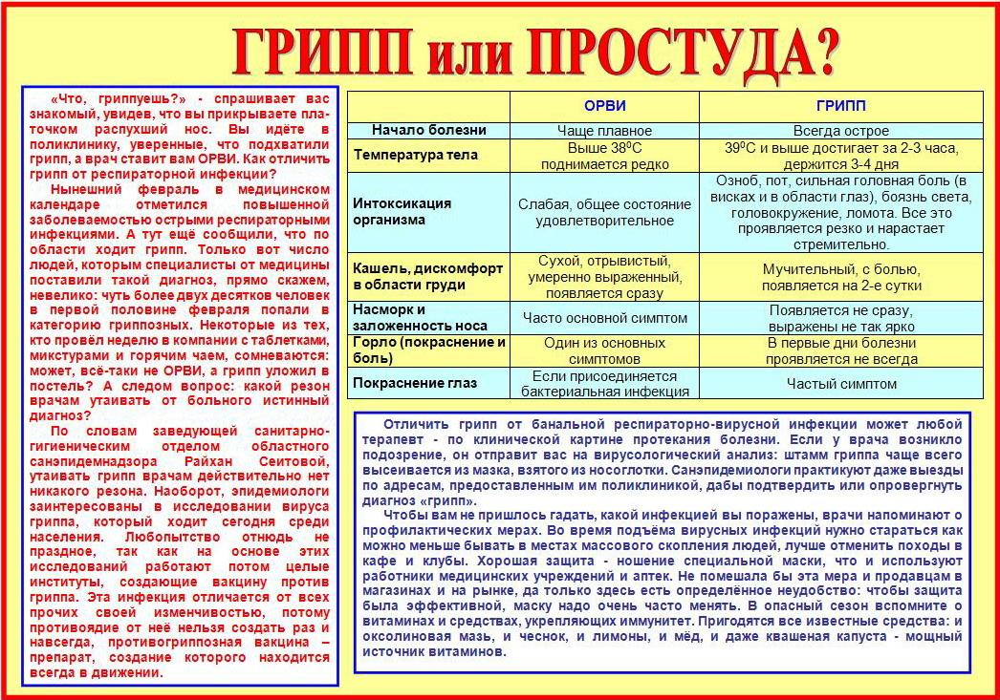 ГРИПП или ПРОСТУДА?
«Что, гриппуешь?» - спрашивает вас
знакомый, увидев, что вы прикрываете пла-
точком распухший нос. Вы идёте в
поликлинику, уверенные, что подхватили
грипп, а врач ставит вам ОРВИ. Как отличить
грипп от респираторной инфекции?
Нынешний февраль в медицинском
календаре отметился повышенной
заболеваемостью острыми респираторными
инфекциями. А тут ещё сообщили, что по
области ходит грипп. Только вот число
людей, которым специалисты от медицины
поставили такой диагноз, прямо скажем,
невелико: чуть более двух десятков человек
в первой половине февраля попали в
категорию гриппозных. Некоторые из тех,
кто провёл неделю в компании с таблетками,
микстурами и горячим чаем, сомневаются:
может, всё-таки не ОРВИ, а грипп уложил в
постель? А следом вопрос: какой резон
врачам утаивать от больного истинный
диагноз?
По словам заведующей санитарно-
гигиеническим отделом областного
санэпидемнадзора Райхан Сеитовой,
утаивать грипп врачам действительно нет
никакого резона. Наоборот, эпидемиологи
заинтересованы в исследовании вируса
гриппа, который ходит сегодня среди
населения. Любопытство отнюдь не
праздное, так как на основе этих
исследований работают потом целые
институты, создающие вакцину против
гриппа. Эта инфекция отличается от всех
прочих своей изменчивостью, потому
противоядие от неё нельзя создать раз и
навсегда, противогриппозная вакцина –
препарат, создание которого находится
всегда в движении.
ОРВИ ГРИПП
Начало болезни Чаще плавное Всегда острое
Температура тела
Выше 38⁰С
поднимается редко
39⁰С и выше достигает за 2-3 часа,
держится 3-4 дня
Интоксикация
организма
Слабая, общее состояние
удовлетворительное
Озноб, пот, сильная головная боль (в
висках и в области глаз), боязнь света,
головокружение, ломота. Все это
проявляется резко и нарастает
стремительно.
Кашель, дискомфорт
в области груди
Сухой, отрывистый,
умеренно выраженный,
появляется сразу
Мучительный, с болью,
появляется на 2-е сутки
Насморк и
заложенность носа
Часто основной симптом
Появляется не сразу,
выражены не так ярко
Горло (покраснение и
боль)
Один из основных
симптомов
В первые дни болезни
проявляется не всегда
Покраснение глаз
Если присоединяется
бактериальная инфекция
Частый симптом
Отличить грипп от банальной респираторно-вирусной инфекции может любой
терапевт - по клинической картине протекания болезни. Если у врача возникло
подозрение, он отправит вас на вирусологический анализ: штамм гриппа чаще всего
высеивается из мазка, взятого из носоглотки. Санэпидемиологи практикуют даже выезды
по адресам, предоставленным им поликлиникой, дабы подтвердить или опровергнуть
диагноз «грипп».
Чтобы вам не пришлось гадать, какой инфекцией вы поражены, врачи напоминают о
профилактических мерах. Во время подъёма вирусных инфекций нужно стараться как
можно меньше бывать в местах массового скопления людей, лучше отменить походы в
кафе и клубы. Хорошая защита - ношение специальной маски, что и используют
работники медицинских учреждений и аптек. Не помешала бы эта мера и продавцам в
магазинах и на рынке, да только здесь есть определённое неудобство: чтобы защита
была эффективной, маску надо очень часто менять. В опасный сезон вспомните о
витаминах и средствах, укрепляющих иммунитет. Пригодятся все известные средства: и
оксолиновая мазь, и чеснок, и лимоны, и мёд, и даже квашеная капуста - мощный
источник витаминов.